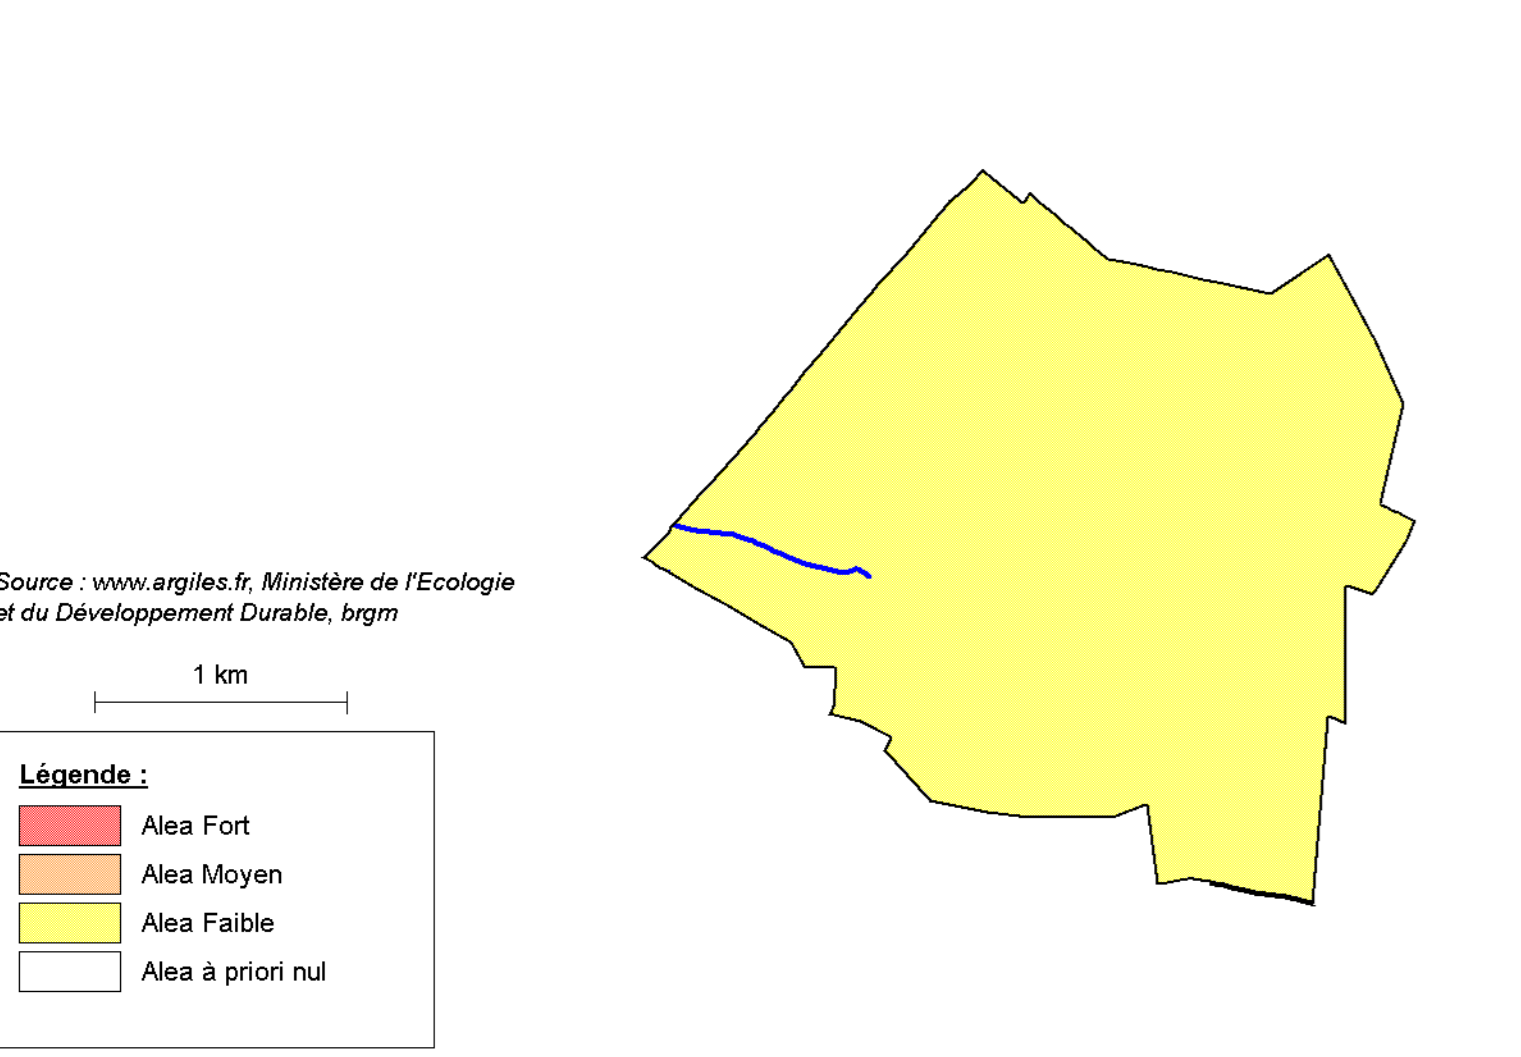 Source : www.argiles.fr, Ministère de l'Ecologie
et du Développement Durable, brgm
1 km
Légende :
Alea Fort
Alea Moyen
Alea Faible
Alea à priori nul